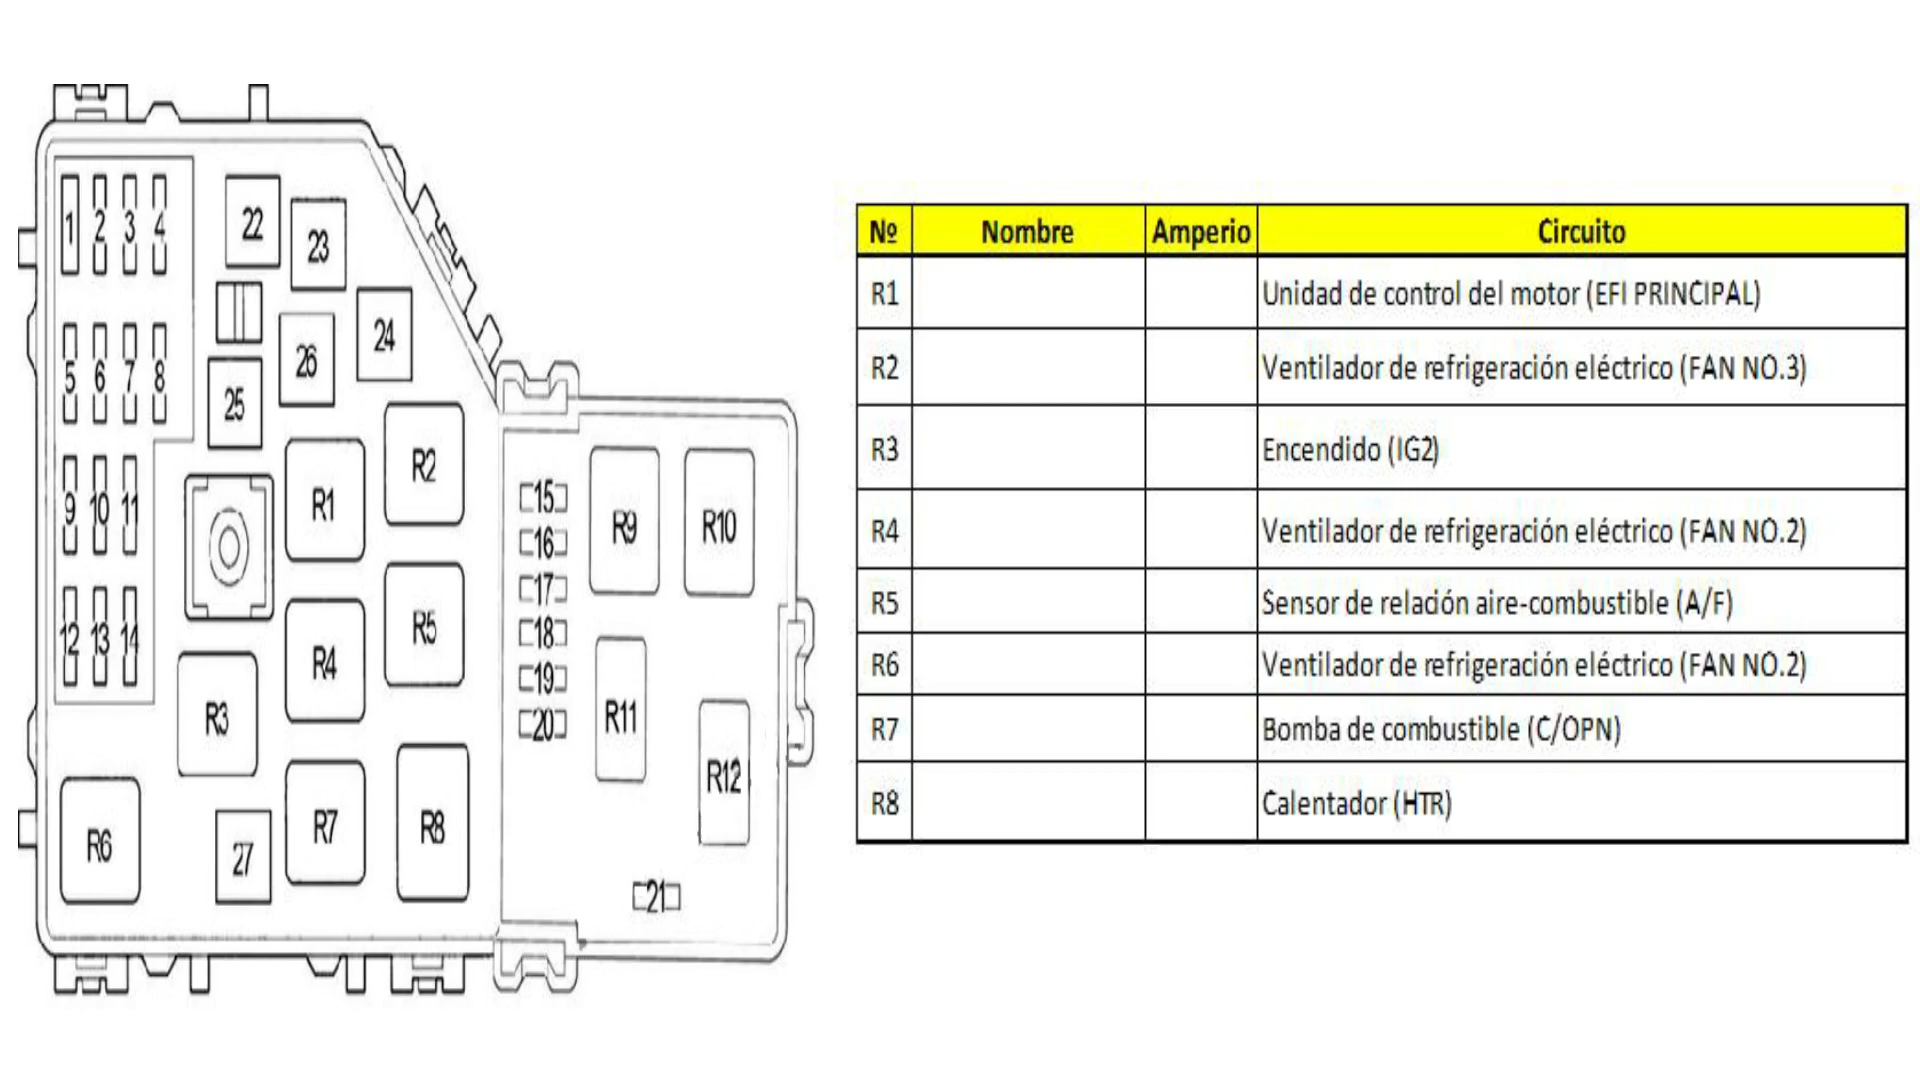 1 2 3 4
22
23
24
5 6 7 8
26
25
R2
R1
9 10 11
15
16
17
18
19
20
R9
R10
12 13 14
R5
R4
R3
R11
R12
R6
27
R7
R8
21
Nº Nombre Amperio Circuito
R1 Unidad de control del motor (EFI PRINCIPAL)
R2 Ventilador de refrigeración eléctrico (FAN NO.3)
R3 Encendido (IG2)
R4 Ventilador de refrigeración eléctrico (FAN NO.2)
R5 Sensor de relación aire-combustible (A/F)
R6 Ventilador de refrigeración eléctrico (FAN NO.2)
R7 Bomba de combustible (C/OPN)
R8 Calentador (HTR)